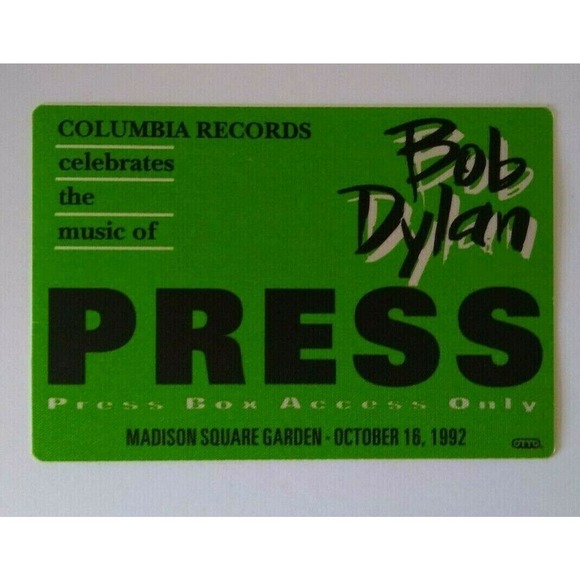 COLUMBIA RECORDS
celebrates
the
music of
Bob
Dylan
PRESS
Press Box Access Only
MADISON SQUARE GARDEN - OCTOBER 16, 1992
OTTO